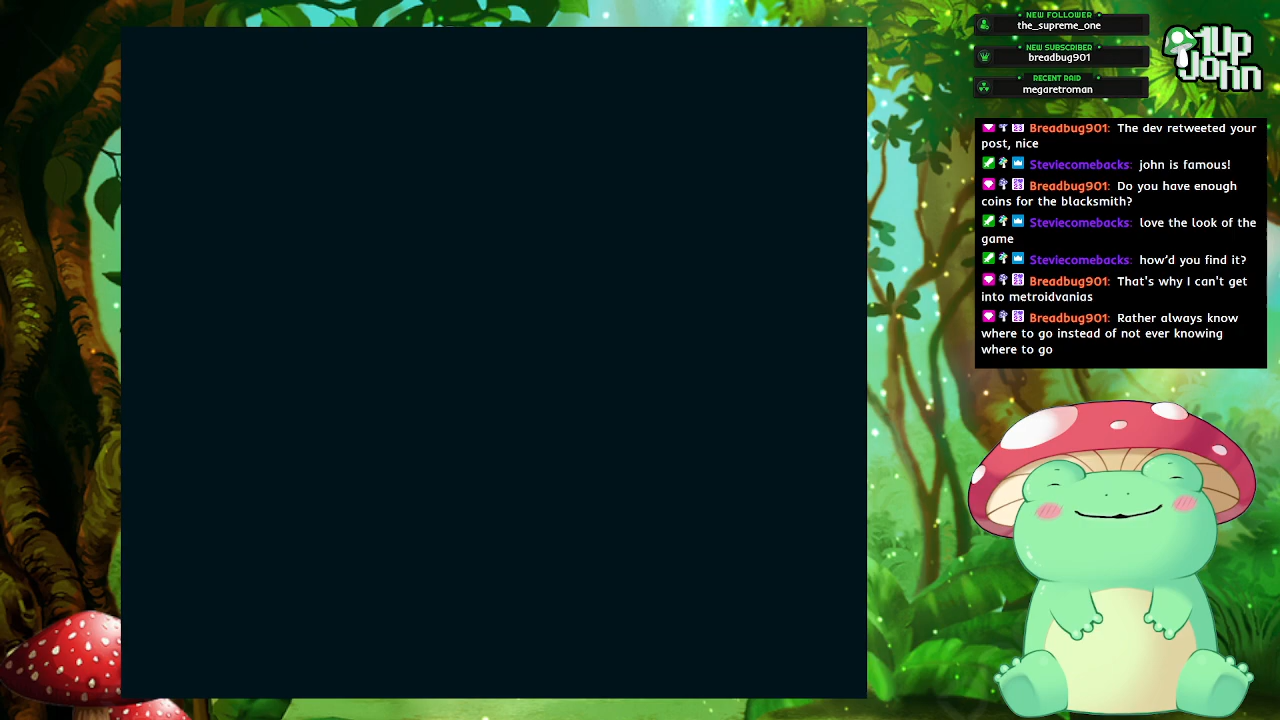 NEW FOLLOWER
the_supreme_one
NEW SUBSCRIBER
breadbug901
RECENT RAID
megaretroman
1Up
John
Breadbug901: The dev retweeted your
post, nice
Steviecomebacks: john is famous!
Breadbug901: Do you have enough
coins for the blacksmith?
Steviecomebacks: love the look of the
game
Steviecomebacks: how'd you find it?
Breadbug901: That's why I can't get
into metroidvanias
Breadbug901: Rather always know
where to go instead of not ever knowing
where to go